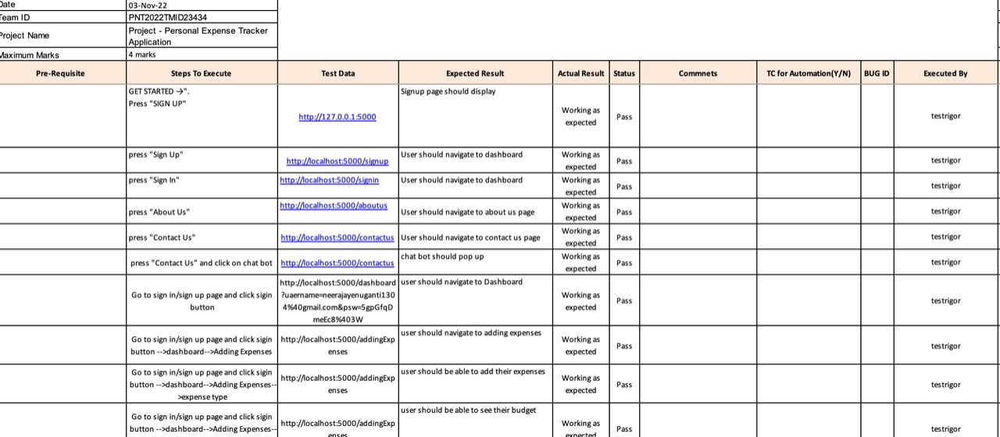 Date 03-Nov-22
Team ID PNT2022TMID23434
Project Name Project - Personal Expense Tracker
Application
Maximum Marks 4 marks
Pre-Requisite Steps To Execute Test Data Expected Result Actual Result Status Commnets TC for Automation(Y/N) BUG ID Executed By
GET STARTED →".
Press "SIGN UP"
http://127.0.0.1:5000
Signup page should display
Working as
expected
Pass
testrigor
press "Sign Up"
http://localhost:5000/signup
User should navigate to dashboard
Working as
expected
Pass
testrigor
press "Sign In"
http://localhost:5000/signin
User should navigate to dashboard
Working as
expected
Pass
testrigor
press "About Us"
http://localhost:5000/aboutus
User should navigate to about us page
Working as
expected
Pass
testrigor
press "Contact Us"
http://localhost:5000/contactus
User should navigate to contact us page
Working as
expected
Pass
testrigor
press "Contact Us" and click on chat bot
http://localhost:5000/contactus
chat bot should pop up
Working as
expected
Pass
testrigor
Go to sign in/sign up page and click sigin
button
http://localhost:5000/dashboard
?uaername=neerajayenuganti130
4%40gmail.com&psw=5gpGfqD
meEc8%403W
user should navigate to Dashboard
Working as
expected
Pass
testrigor
Go to sign in/sign up page and click sigin
button -->dashboard-->Adding Expenses
http://localhost:5000/addingExp
enses
user should navigate to adding expenses
Working as
expected
Pass
testrigor
Go to sign in/sign up page and click sigin
button -->dashboard-->Adding Expenses--
>expense type
http://localhost:5000/addingExp
enses
user should be able to add their expenses
Working as
expected
Pass
testrigor
Go to sign in/sign up page and click sigin
button -->dashboard-->Adding Expenses--
http://localhost:5000/addingExp
enses
user should be able to see their budget
Working as
expected
Pass
testrigor